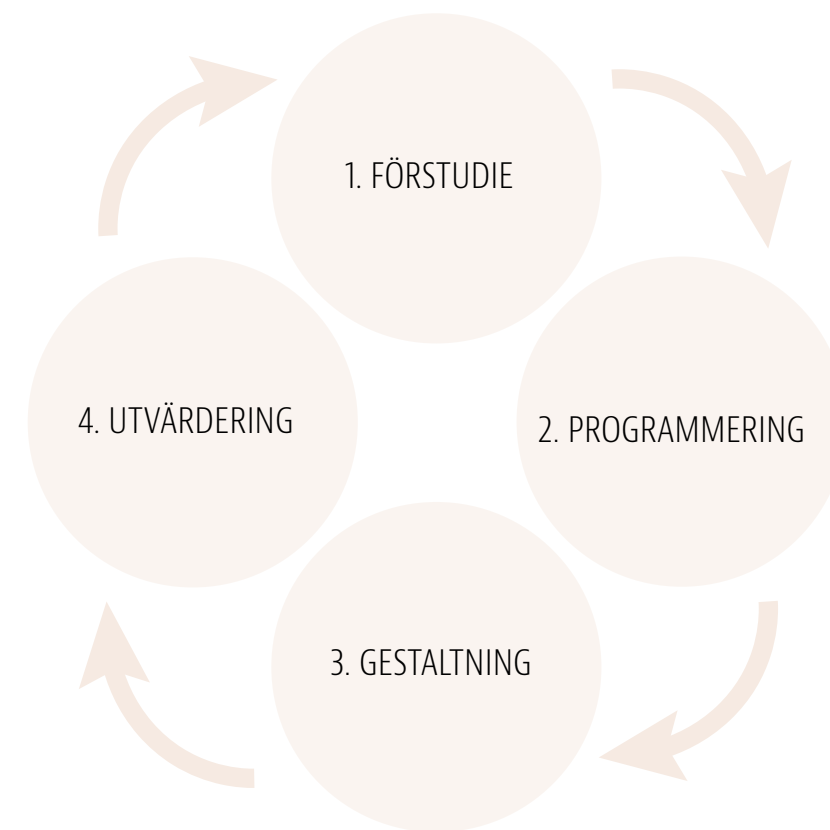 1. FÖRSTUDIE
2. PROGRAMMERING
3. GESTALTNING
4. UTVÄRDERING